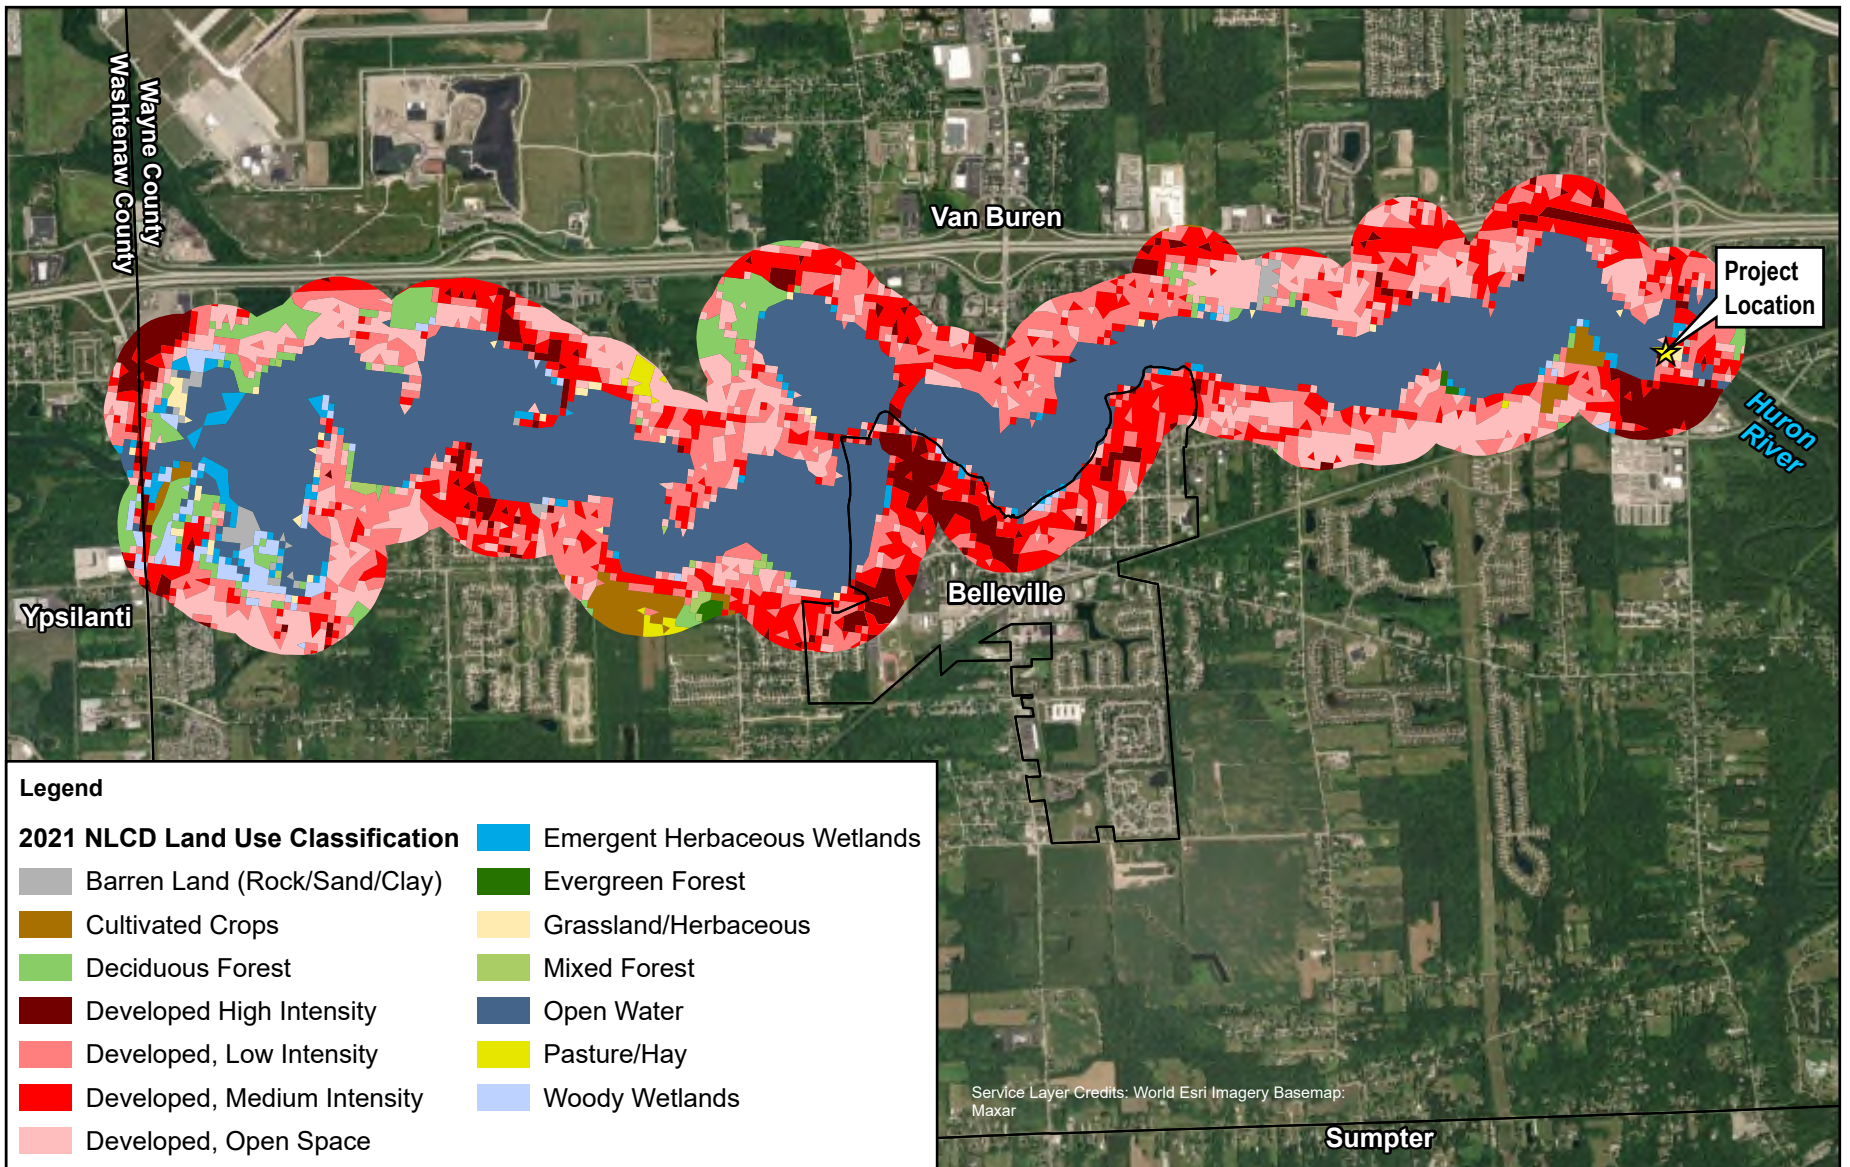 Wayne County
Washtenaw County
Van Buren
Project
Location
Huron
River
Ypsilanti
Belleville
Legend
2021 NLCD Land Use Classification
Barren Land (Rock/Sand/Clay)
Cultivated Crops
Deciduous Forest
Developed High Intensity
Developed, Low Intensity
Developed, Medium Intensity
Developed, Open Space
Emergent Herbaceous Wetlands
Evergreen Forest
Grassland/Herbaceous
Mixed Forest
Open Water
Pasture/Hay
Woody Wetlands
Service Layer Credits: World Esri Imagery Basemap:
Maxar
Sumpter